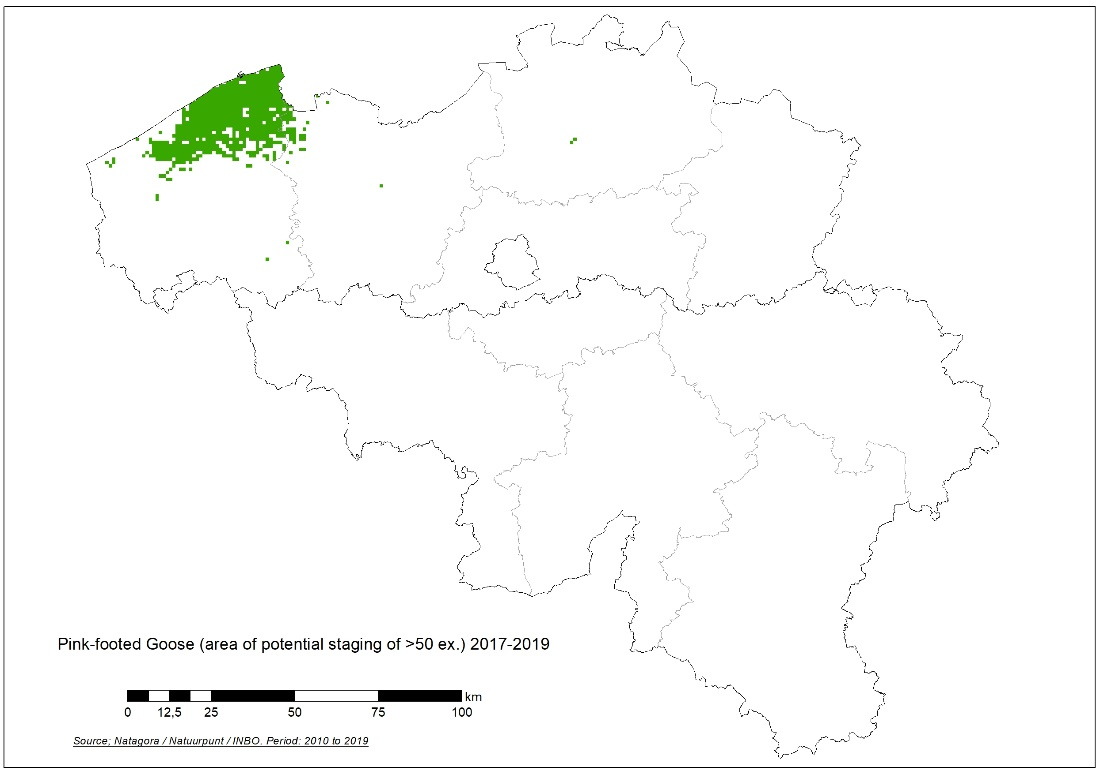 Pink-footed Goose (area of potential staging of >50 ex.) 2017-2019
km
0 12,5 25 50 75 100
Source; Natagora / Natuurpunt / INBO. Period: 2010 to 2019